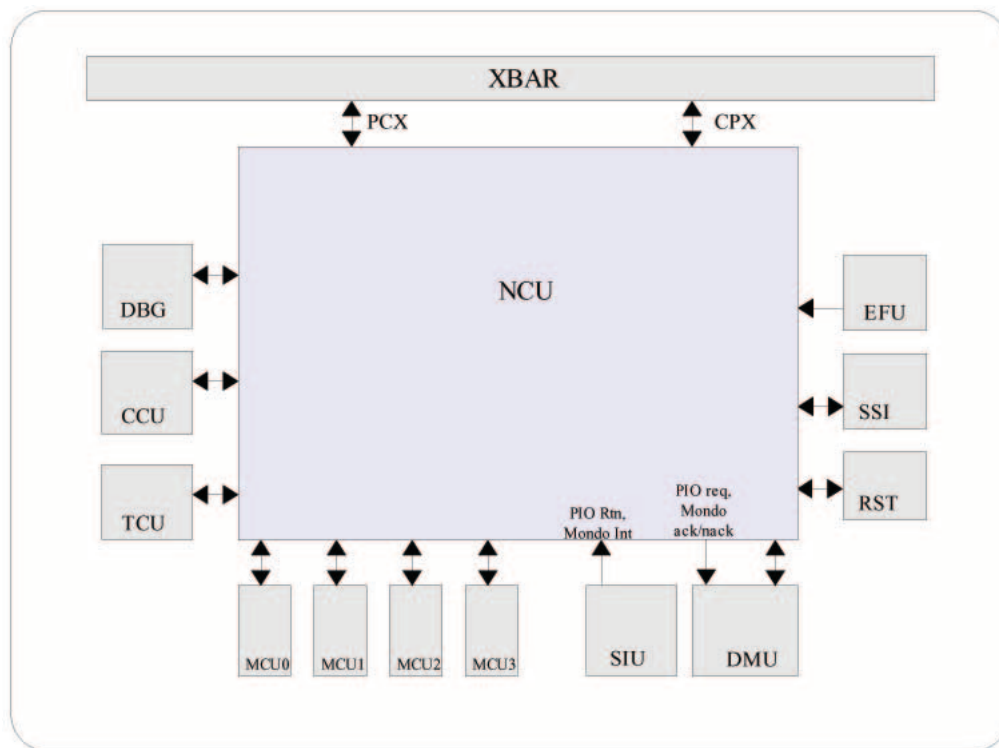 XBAR
PCX
CPX
NCU
DBG
EFU
CCU
SSI
TCU
RST
PIO Rtn,
Mondo Int
PIO req,
Mondo
ack/nack
MCU0
MCU1
MCU2
MCU3
SIU
DMU